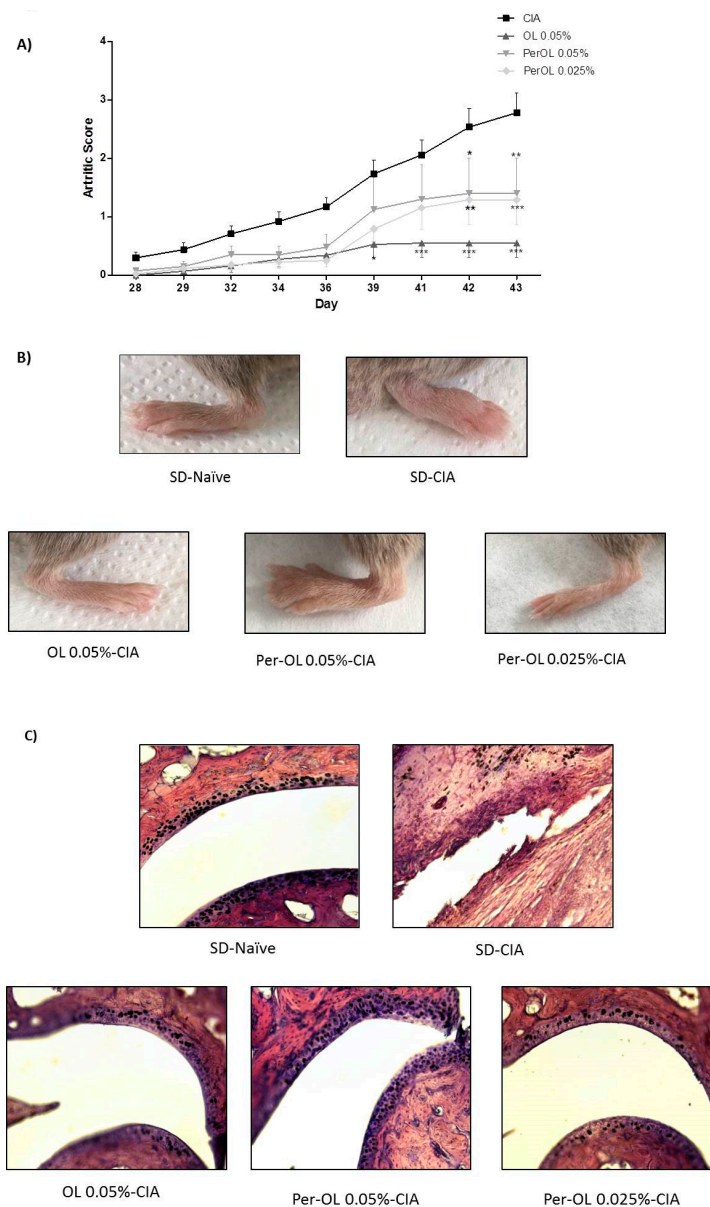 A)
CIA
OL 0.05%
PerOL 0.05%
PerOL 0.025%
Artritic Score
4
3
2
1
0
* **
** ***
* *** *** ***
28 29 32 34 36 39 41 42 43
Day
B)
SD-Naïve SD-CIA
OL 0.05%-CIA Per-OL 0.05%-CIA Per-OL 0.025%-CIA
C)
SD-Naïve SD-CIA
OL 0.05%-CIA Per-OL 0.05%-CIA Per-OL 0.025%-CIA